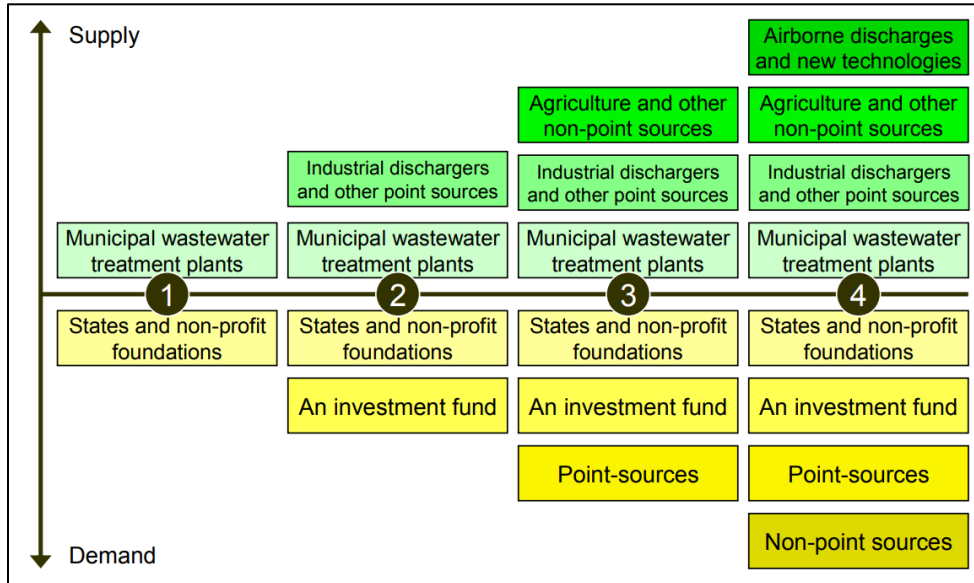 Supply
Airborne discharges
and new technologies
Agriculture and other
non-point sources
Agriculture and other
non-point sources
Industrial dischargers
and other point sources
Industrial dischargers
and other point sources
Industrial dischargers
and other point sources
Municipal wastewater
treatment plants
Municipal wastewater
treatment plants
Municipal wastewater
treatment plants
Municipal wastewater
treatment plants
1
2
3
4
States and non-profit
foundations
States and non-profit
foundations
States and non-profit
foundations
States and non-profit
foundations
An investment fund
An investment fund
An investment fund
Point-sources
Point-sources
Non-point sources
Demand